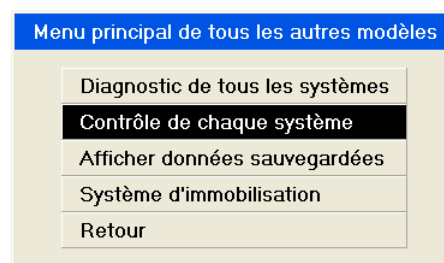 Menu principal de tous les autres modèles
Diagnostic de tous les systèmes
Contrôle de chaque système
Afficher données sauvegardées
Système d'immobilisation
Retour